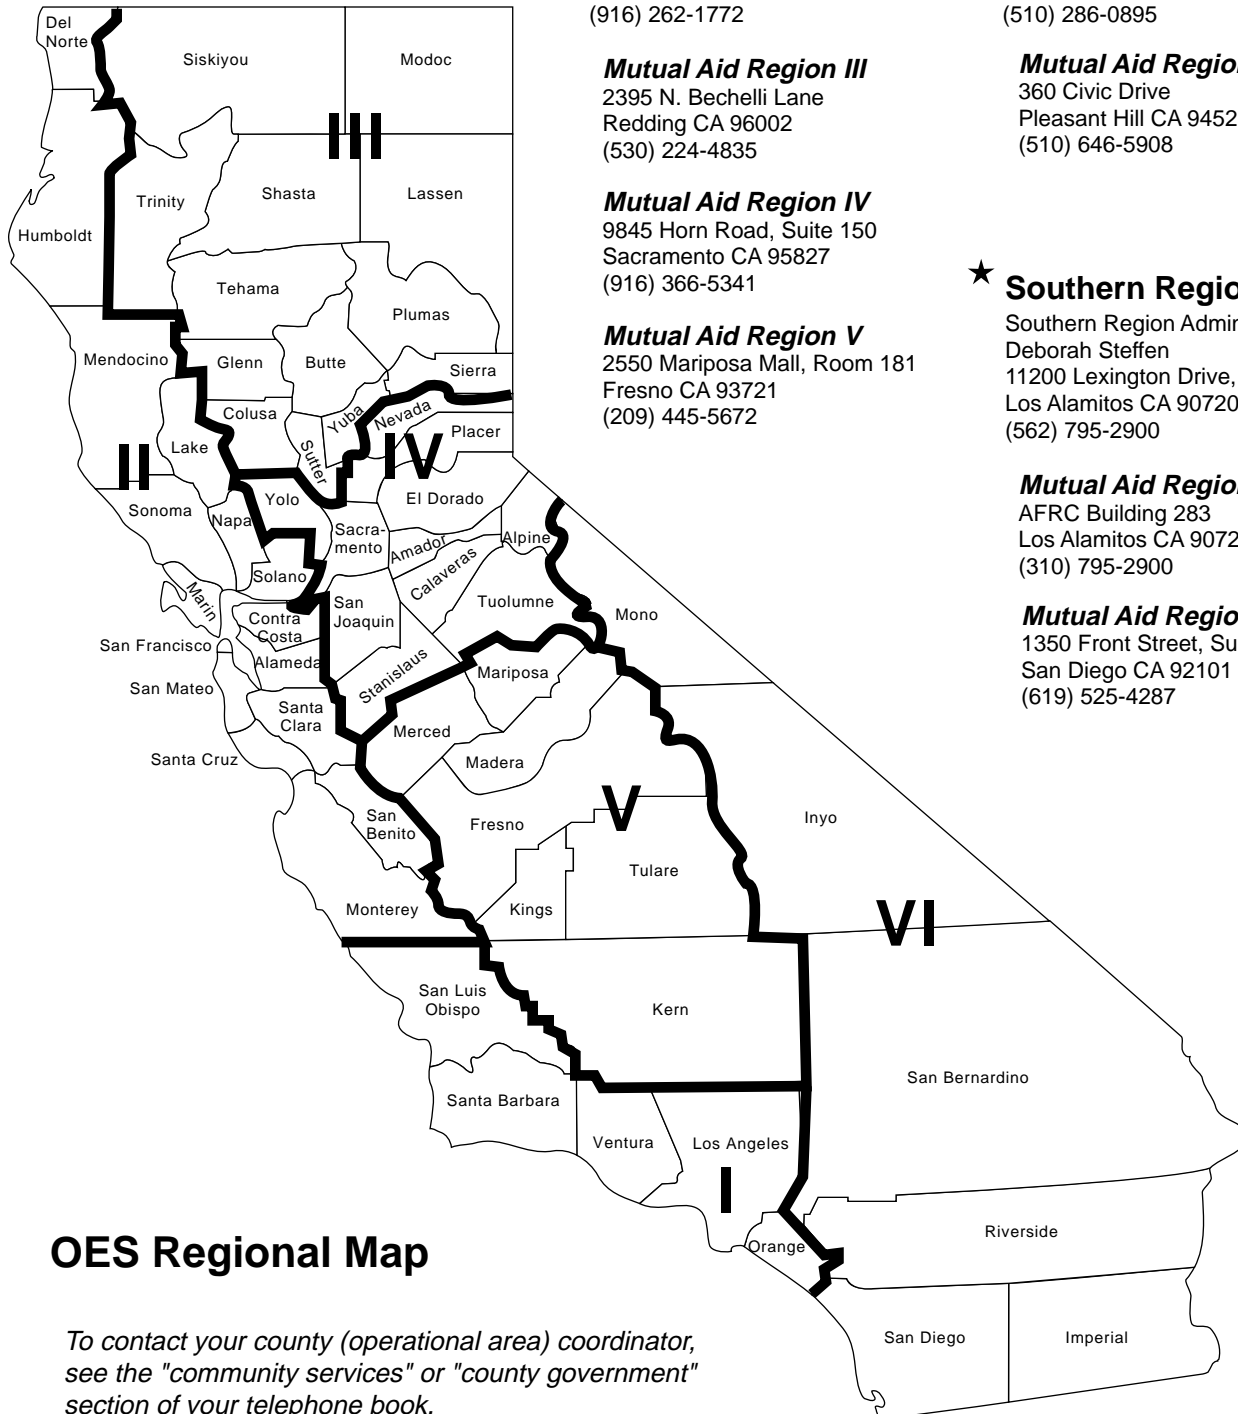 (916) 262-1772
Mutual Aid Region III
2395 N. Bechelli Lane
Redding CA 96002
(530) 224-4835
Mutual Aid Region IV
9845 Horn Road, Suite 150
Sacramento CA 95827
(916) 366-5341
Mutual Aid Region V
2550 Mariposa Mall, Room 181
Fresno CA 93721
(209) 445-5672
(510) 286-0895
Mutual Aid
360 Civic Drive
Pleasant Hill CA
(510) 646-5908
★ Southern
Southern Region
Deborah Steffen
11200 Lexington Drive,
Los Alamitos CA 90720
(562) 795-2900
Mutual Aid
AFRC Building 283
Los Alamitos CA
(310) 795-2900
Mutual Aid
1350 Front Street,
San Diego CA 92101
(619) 525-4287
Del
Norte
Siskiyou
Modoc
III
Trinity
Shasta
Lassen
Humboldt
Tehama
Plumas
Mendocino
Glenn
Butte
Sierra
Colusa
Yuba
Nevada
Placer
Lake
Sutter
II
IV
Sonoma
Napa
Yolo
El Dorado
Sacra-
mento
Amador
Alpine
Solano
Calaveras
Marin
San
Joaquin
Tuolumne
Mono
Contra
Costa
San Francisco
Alameda
Stanislaus
Mariposa
San Mateo
Santa
Clara
Merced
Santa Cruz
Madera
San
Benito
Fresno
V
Inyo
Tulare
Monterey
Kings
VI
San Luis
Obispo
Kern
San Bernardino
Santa Barbara
Ventura
Los Angeles
I
Riverside
Orange
San Diego
Imperial
OES Regional Map
To contact your county (operational area) coordinator,
see the "community services" or "county government"
section of your telephone book.